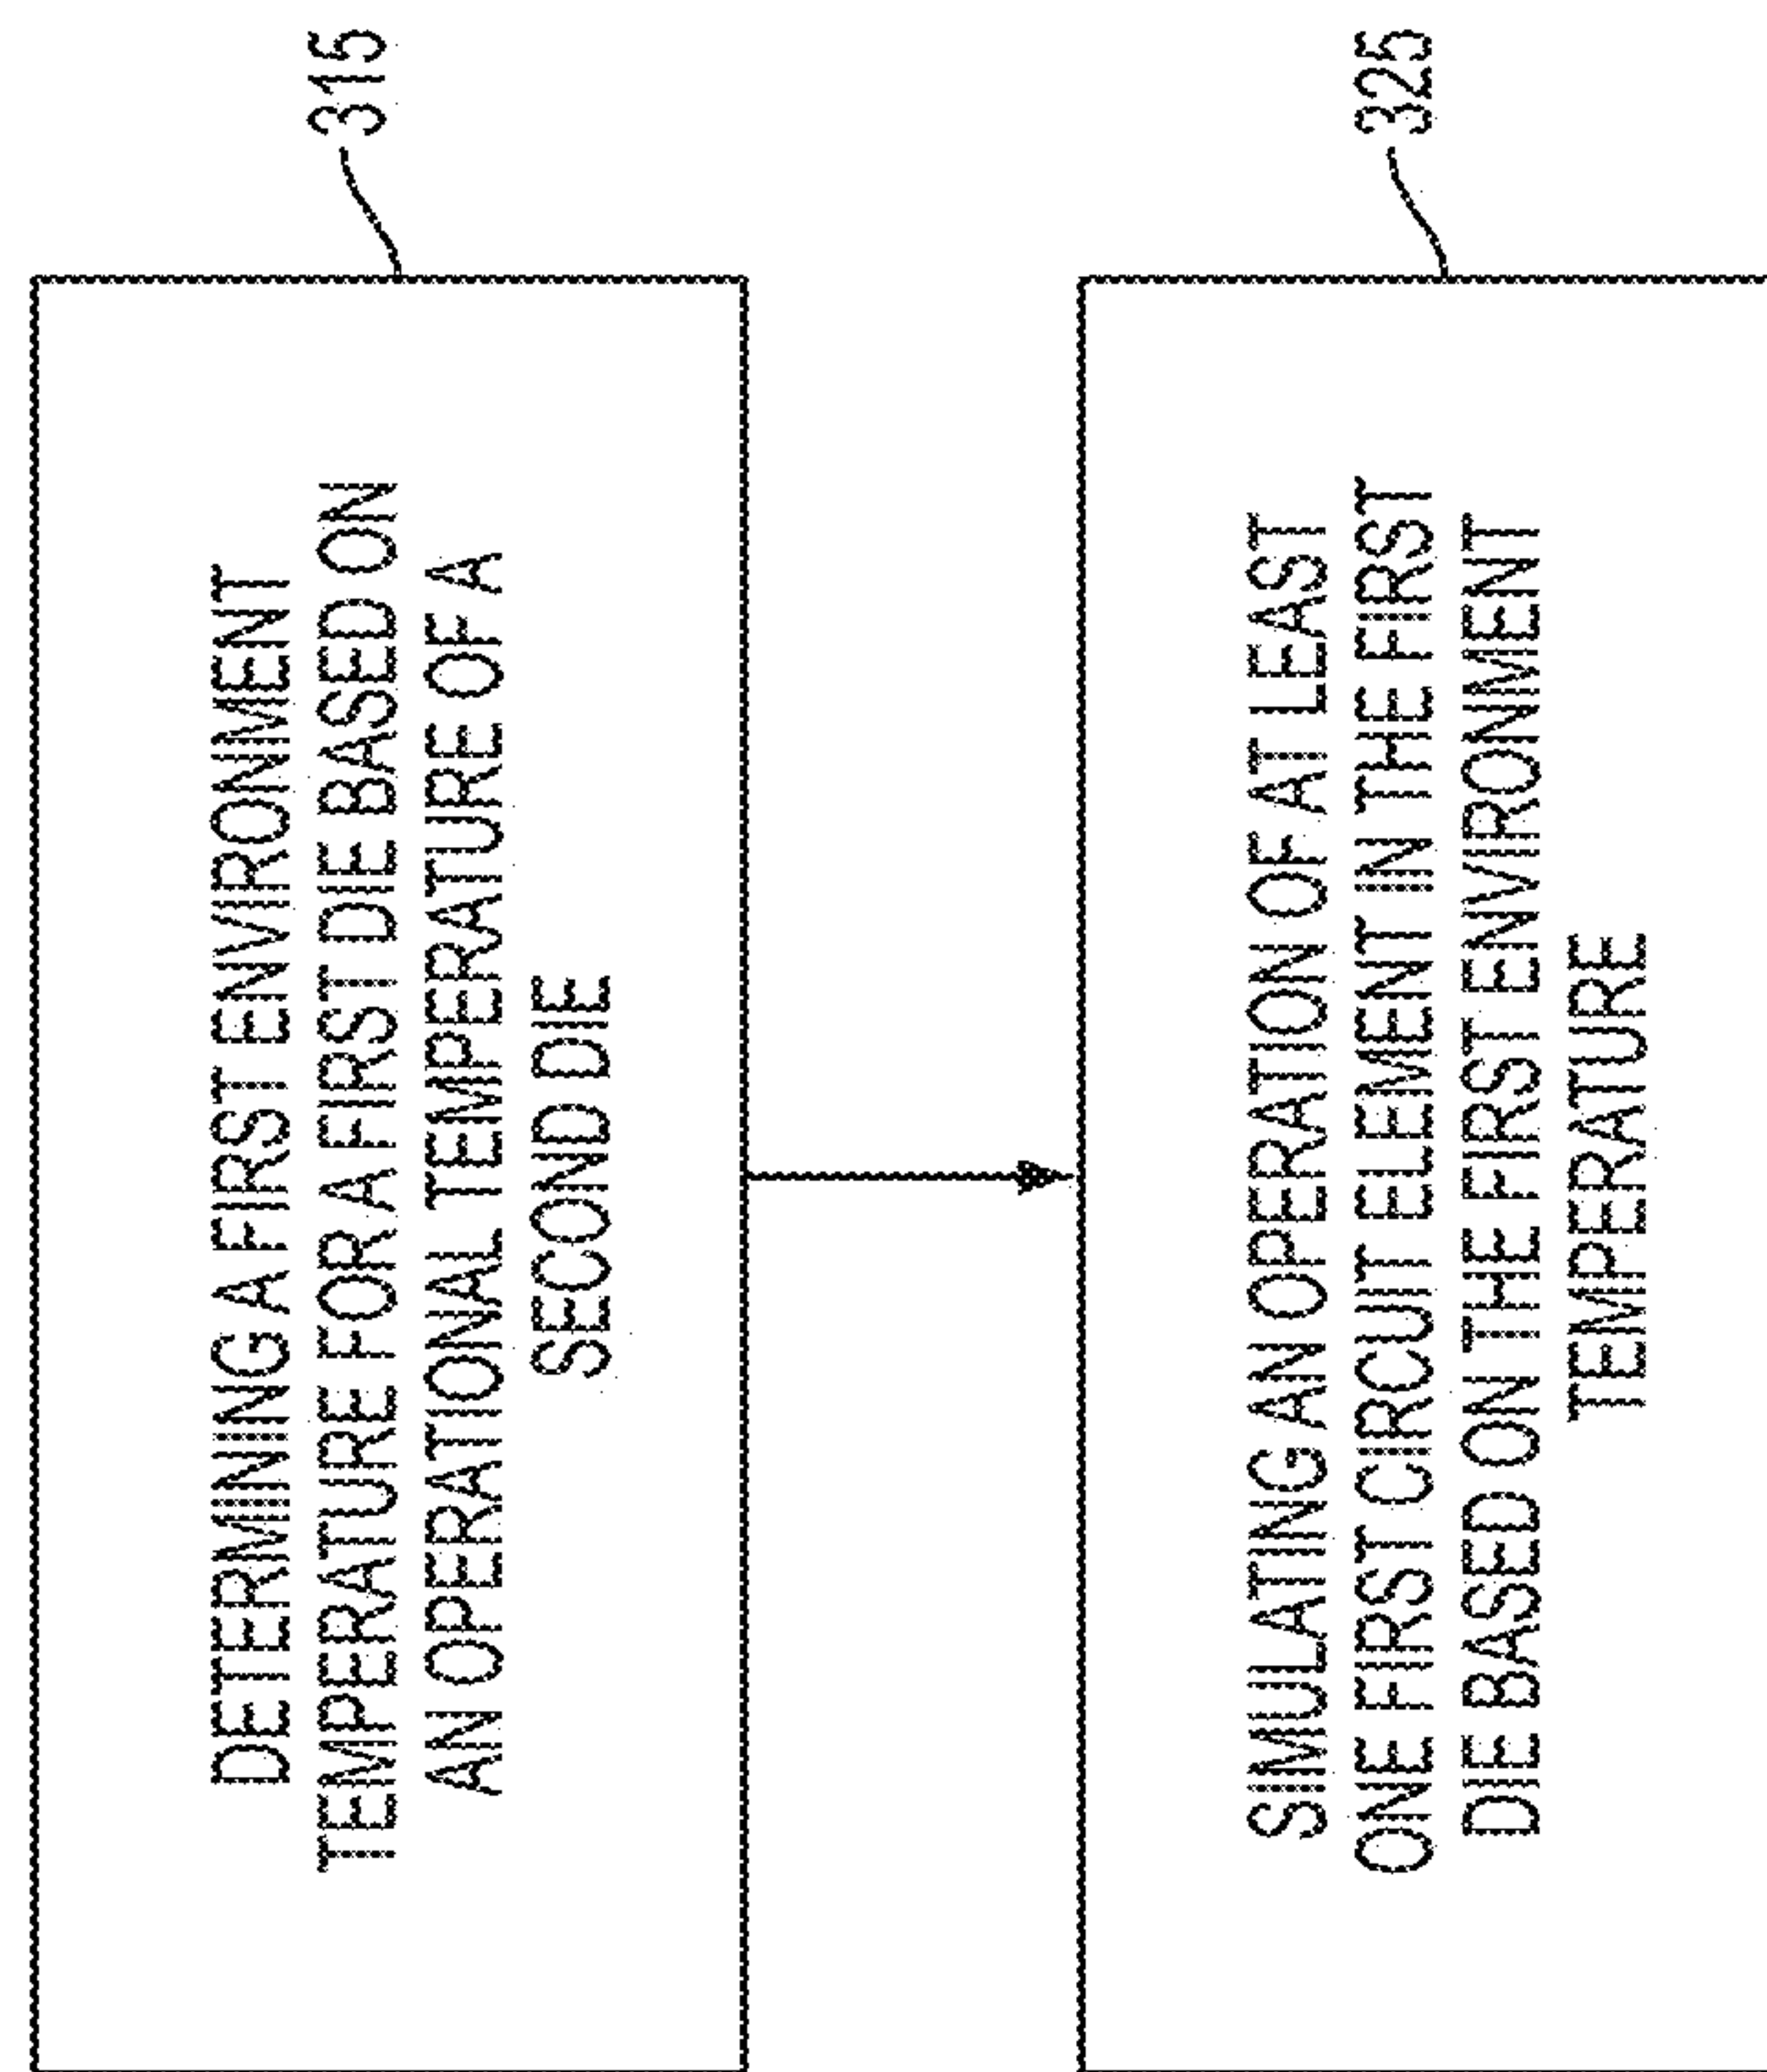 DETERMINING A FIRST ENVIRONMENT
TEMPERATURE FOR A FIRST DIE BASED ON
AN OPERATIONAL TEMPERATURE OF A
SECOND DIE
315
SIMULATING AN OPERATION OF AT LEAST
ONE FIRST CIRCUIT ELEMENT IN THE FIRST
DIE BASED ON THE FIRST ENVIRONMENT
TEMPERATURE
325